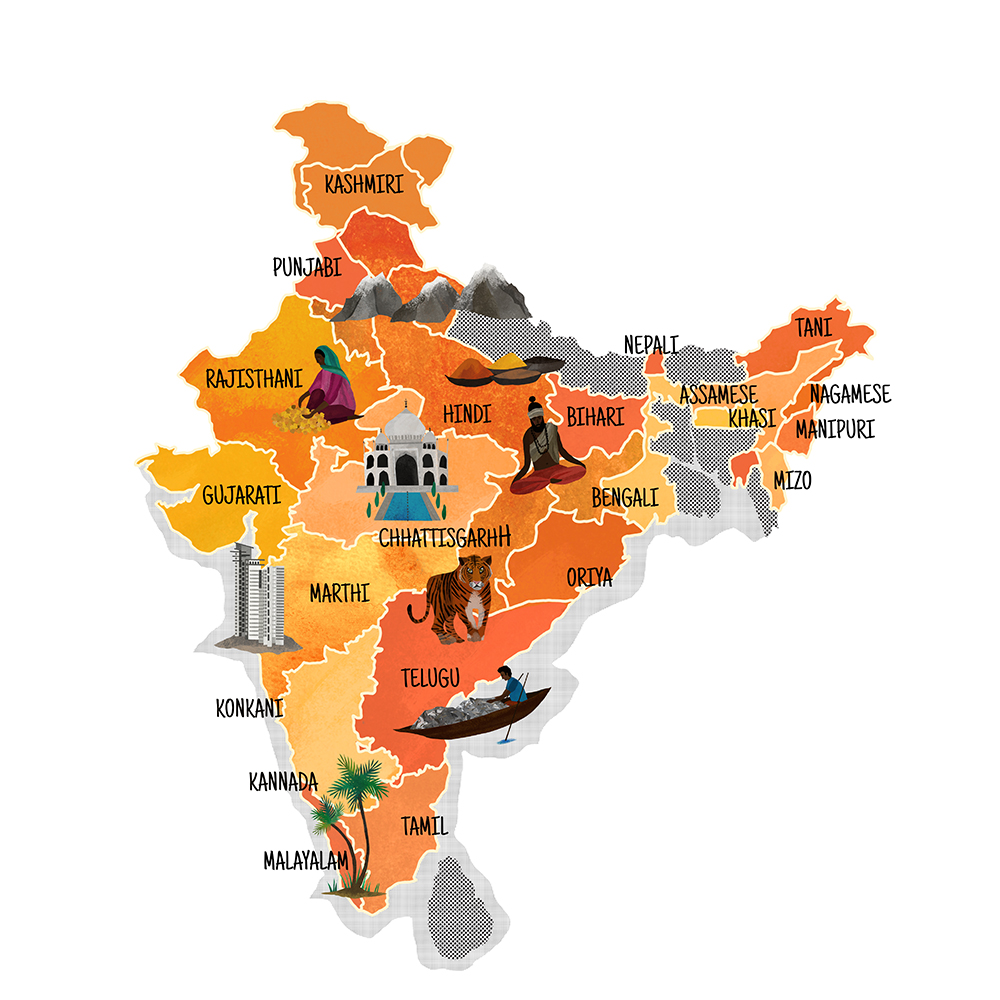 KASHMIRI
PUNJABI
TANI
NEPALI
RAJISTHANI
ASSAMESE
NAGAMESE
HINDI
BIHARI
KHASI
MANIPURI
GUJARATI
BENGALI
MIZO
CHHATTISGARHH
MARTHI
ORIYA
TELUGU
KONKANI
KANNADA
TAMIL
MALAYALAM